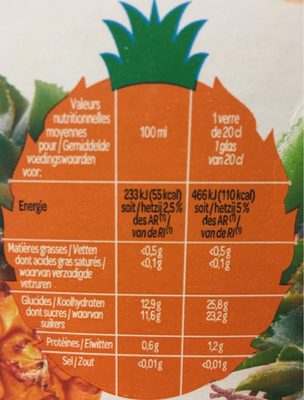 Valeurs
nutritionnelles
moyennes
pour / Gemiddelde
voedingswaarden
voor:
100 ml
1 verre
de 20 cl
1 glas
van 20 cl
Energie
233 kJ (55 kcal)
soit / hetzij 2,5 %
des AR(1) /
van de RI(1)
466 kJ (110 kcal)
soit / hetzij 5 %
des AR(1) /
van de RI(1)
Matières grasses / Vetten <0,5 g <0,5 g
dont acides gras saturés / <0,1 g <0,1 g
waarvan verzadigde
vetzuren
Glucides / Koolhydraten 12,9 g 25,8 g
dont sucres / waarvan 11,6 g 23,2 g
suikers
Protéines / Eiwitten 0,6 g 1,2 g
Sel / Zout <0,01 g <0,01 g